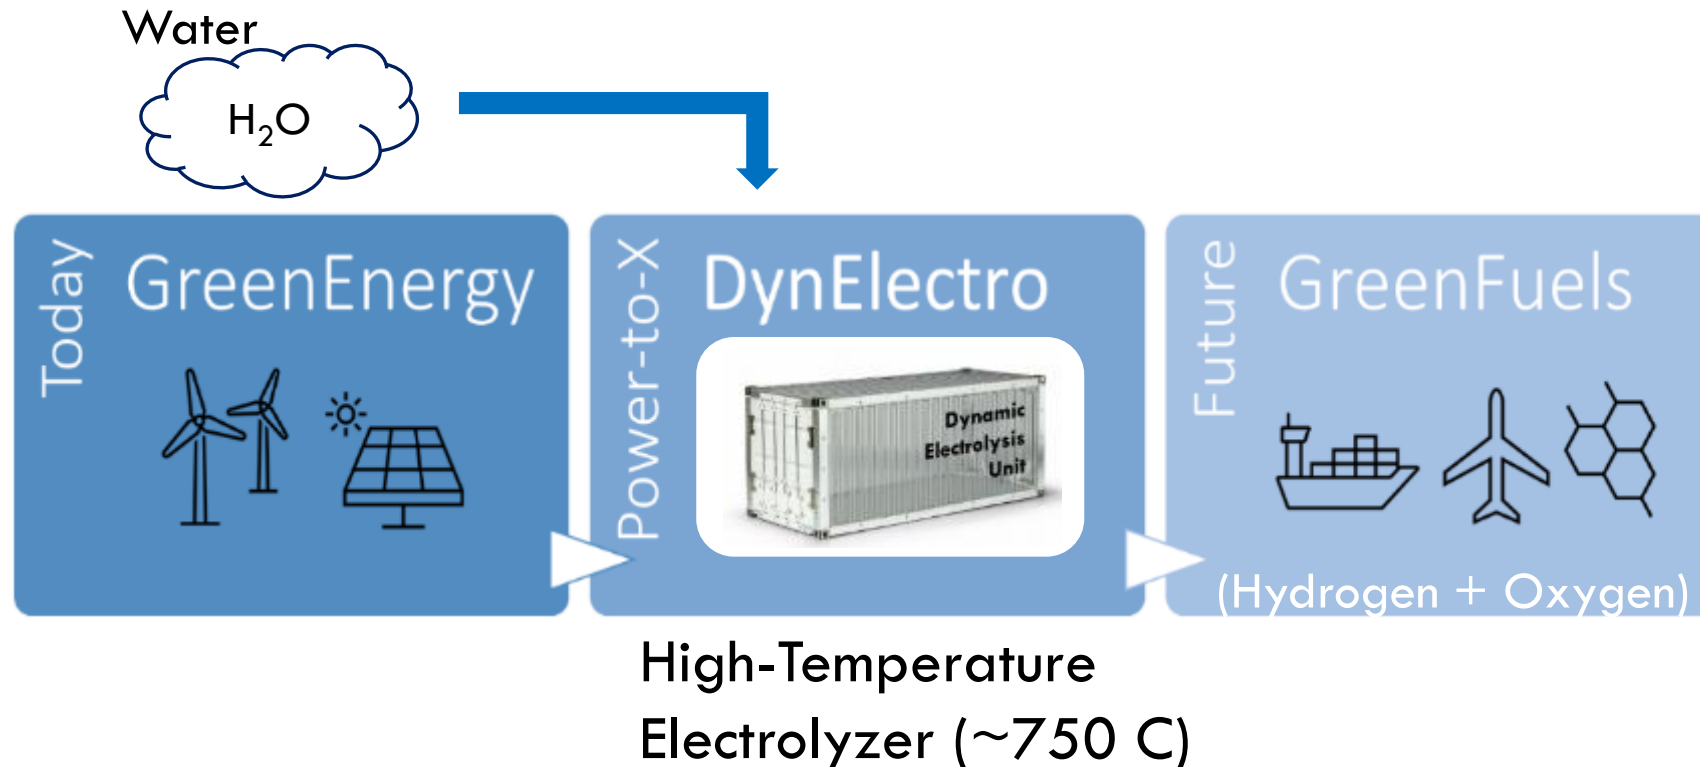 Water
H₂O
Today
GreenEnergy
Power-to-X
DynElectro
Dynamic
Electrolysis
Unit
Future
GreenFuels
(Hydrogen + Oxygen)
High-Temperature
Electrolyzer (~750 C)